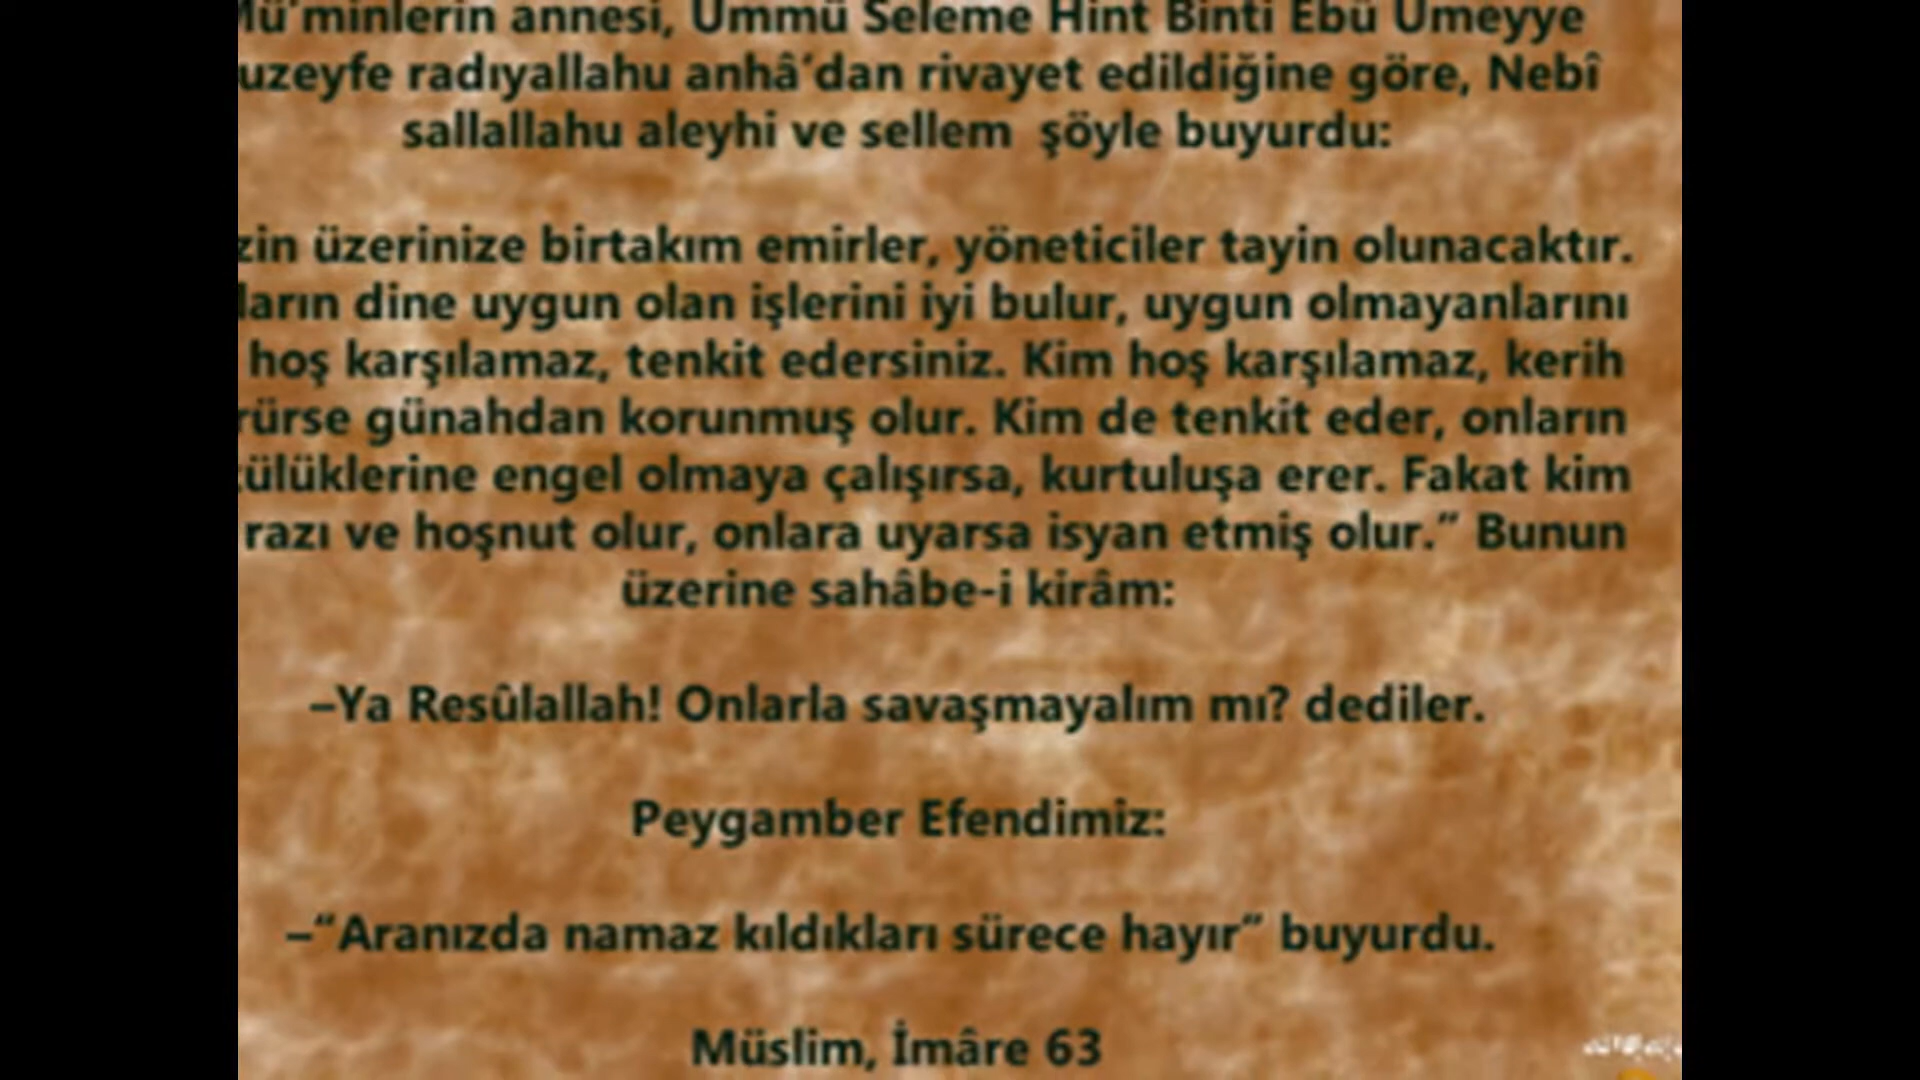 Mü'minlerin annesi, Ümmü Seleme Hint Binti Ebû Ümeyye
uzeyfe radıyallahu anhâ'dan rivayet edildiğine göre, Nebî
sallallahu aleyhi ve sellem şöyle buyurdu:
zin üzerinize birtakım emirler, yöneticiler tayin olunacaktır.
ların dine uygun olan işlerini iyi bulur, uygun olmayanlarını
hoş karşılamaz, tenkit edersiniz. Kim hoş karşılamaz, kerih
rürse günahdan korunmuş olur. Kim de tenkit eder, onların
tülüklerine engel olmaya çalışırsa, kurtuluşa erer. Fakat kim
razı ve hoşnut olur, onlara uyarsa isyan etmiş olur.” Bunun
üzerine sahâbe-i kirâm:
–Ya Resûlallah! Onlarla savaşmayalım mı? dediler.
Peygamber Efendimiz:
–“Aranızda namaz kıldıkları sürece hayır” buyurdu.
Müslim, İmâre 63